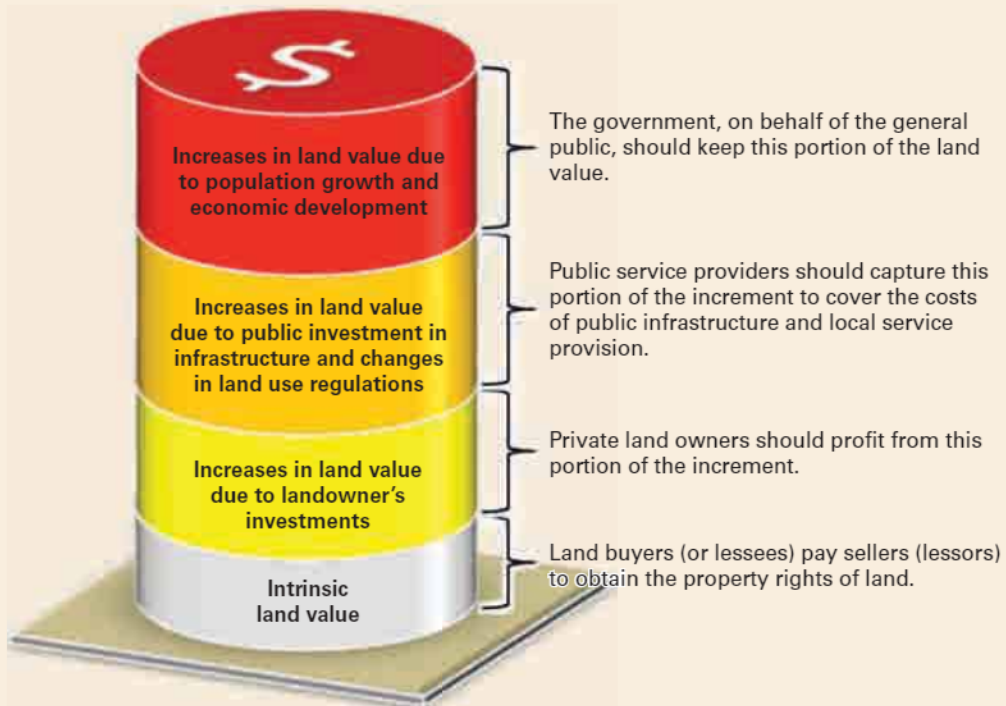 $
Increases in land value due
to population growth and
economic development
The government, on behalf of the general
public, should keep this portion of the land
value.
Increases in land value
due to public investment in
infrastructure and changes
in land use regulations
Public service providers should capture this
portion of the increment to cover the costs
of public infrastructure and local service
provision.
Increases in land value
due to landowner’s
investments
Private land owners should profit from this
portion of the increment.
Intrinsic
land value
Land buyers (or lessees) pay sellers (lessors)
to obtain the property rights of land.